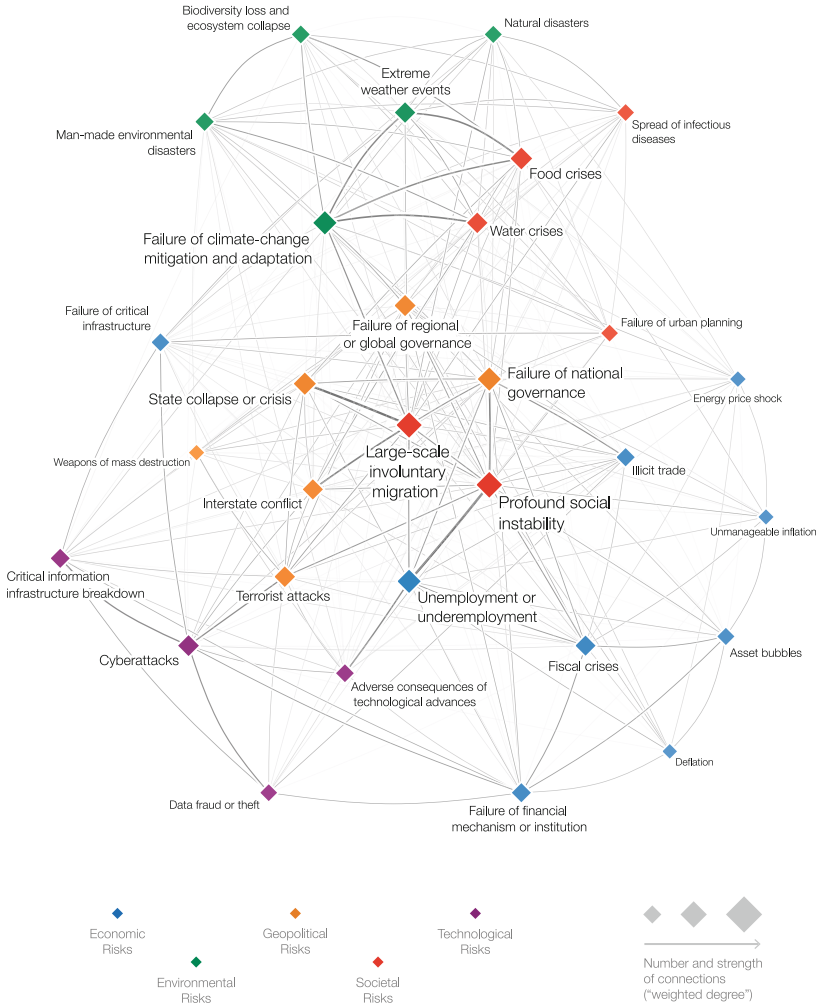 Biodiversity loss and
ecosystem collapse
Natural disasters
Extreme
weather events
Man-made environmental
disasters
Spread of infectious
diseases
Food crises
Failure of climate-change
mitigation and adaptation
Water crises
Failure of critical
infrastructure
Failure of regional
or global governance
Failure of urban planning
State collapse or crisis
Failure of national
governance
Energy price shock
Weapons of mass destruction
Large-scale
involuntary
migration
Illicit trade
Interstate conflict
Profound social
instability
Unmanageable inflation
Critical information
infrastructure breakdown
Terrorist attacks
Unemployment or
underemployment
Cyberattacks
Fiscal crises
Asset bubbles
Adverse consequences of
technological advances
Deflation
Data fraud or theft
Failure of financial
mechanism or institution
Economic
Risks
Geopolitical
Risks
Technological
Risks
Environmental
Risks
Societal
Risks
Number and strength
of connections
("weighted degree")